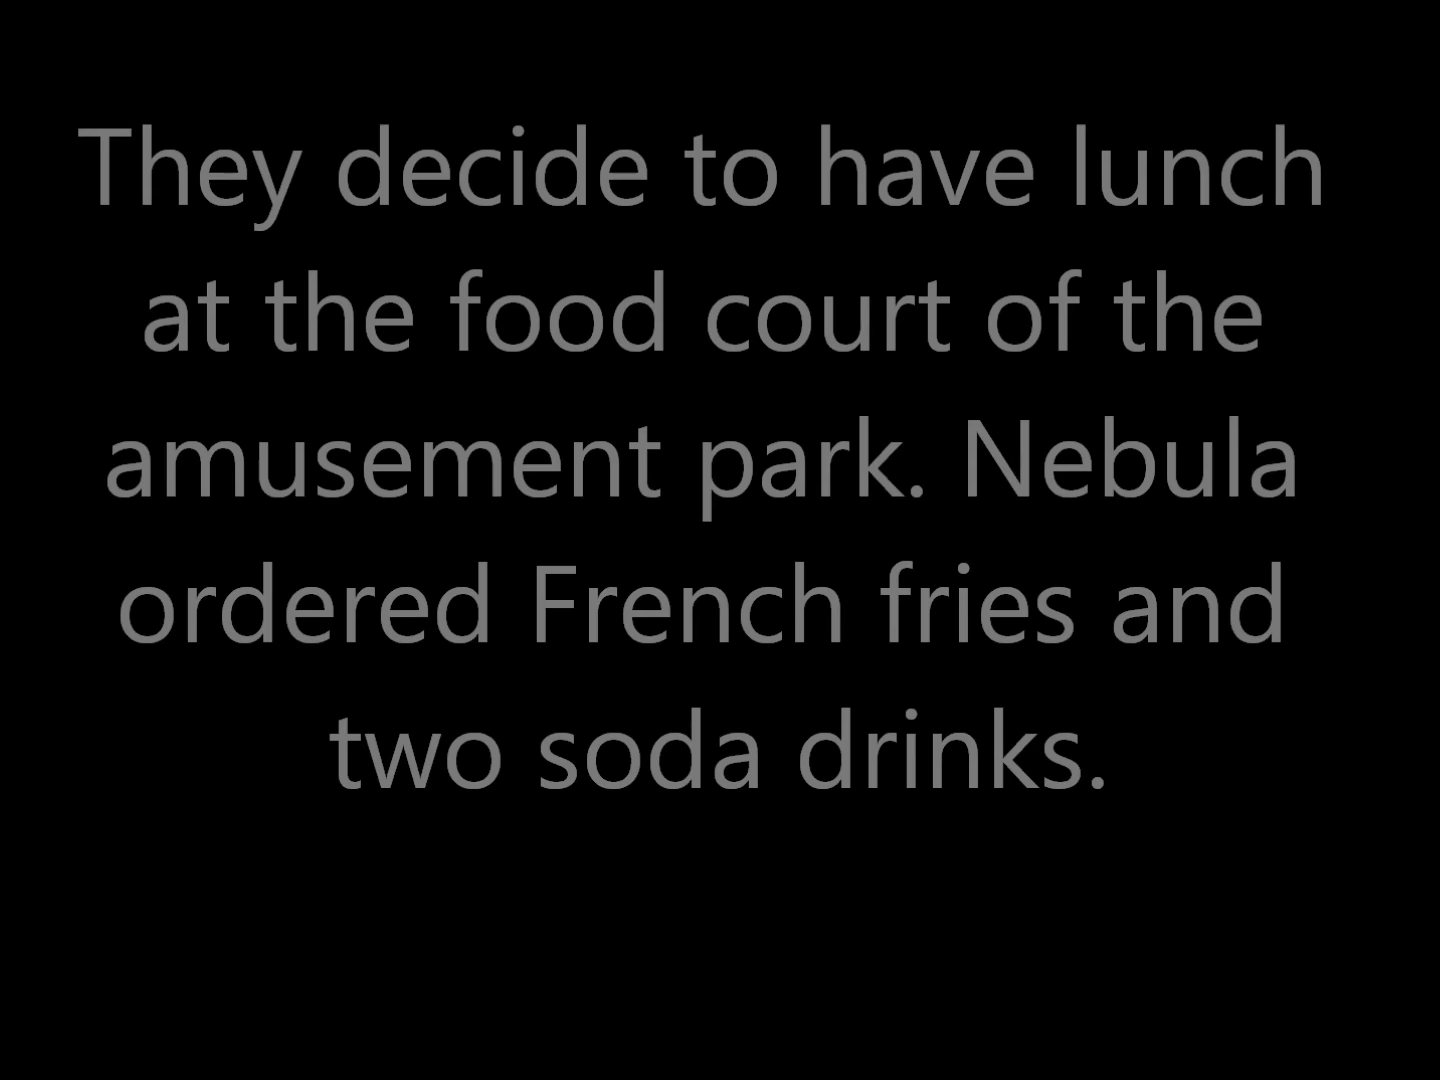 They decide to have lunch
at the food court of the
amusement park. Nebula
ordered French fries and
two soda drinks.